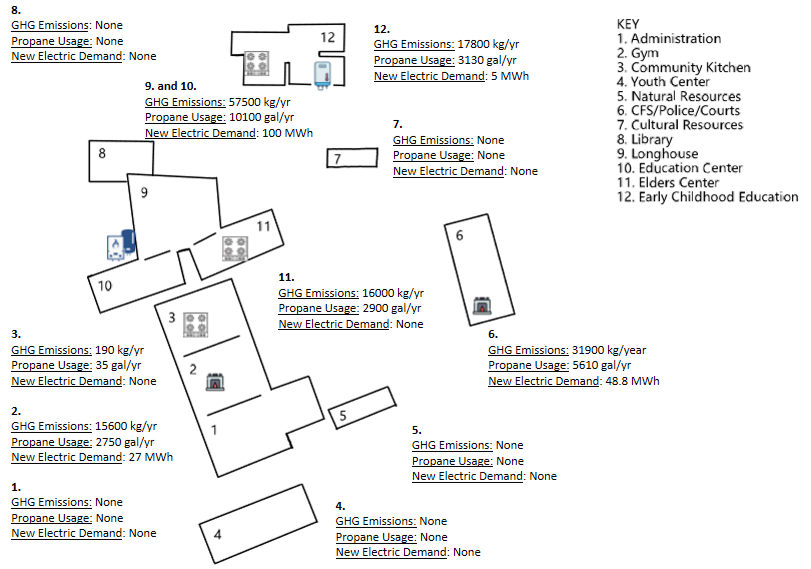 8.
GHG Emissions: None
Propane Usage: None
New Electric Demand: None
12.
GHG Emissions: 17800 kg/yr
Propane Usage: 3130 gal/yr
New Electric Demand: 5 MWh
KEY
1. Administration
2. Gym
3. Community Kitchen
4. Youth Center
5. Natural Resources
6. CFS/Police/Courts
7. Cultural Resources
8. Library
9. Longhouse
10. Education Center
11. Elders Center
12. Early Childhood Education
12
9. and 10.
GHG Emissions: 57500 kg/yr
Propane Usage: 10100 gal/yr
New Electric Demand: 100 MWh
7.
GHG Emissions: None
Propane Usage: None
New Electric Demand: None
8
7
9
11
6
10
11.
GHG Emissions: 16000 kg/yr
Propane Usage: 2900 gal/yr
New Electric Demand: None
3
3.
GHG Emissions: 190 kg/yr
Propane Usage: 35 gal/yr
New Electric Demand: None
6.
GHG Emissions: 31900 kg/year
Propane Usage: 5610 gal/yr
New Electric Demand: 48.8 MWh
2
2.
GHG Emissions: 15600 kg/yr
Propane Usage: 2750 gal/yr
New Electric Demand: 27 MWh
1
5
5.
GHG Emissions: None
Propane Usage: None
New Electric Demand: None
1.
GHG Emissions: None
Propane Usage: None
New Electric Demand: None
4
4.
GHG Emissions: None
Propane Usage: None
New Electric Demand: None